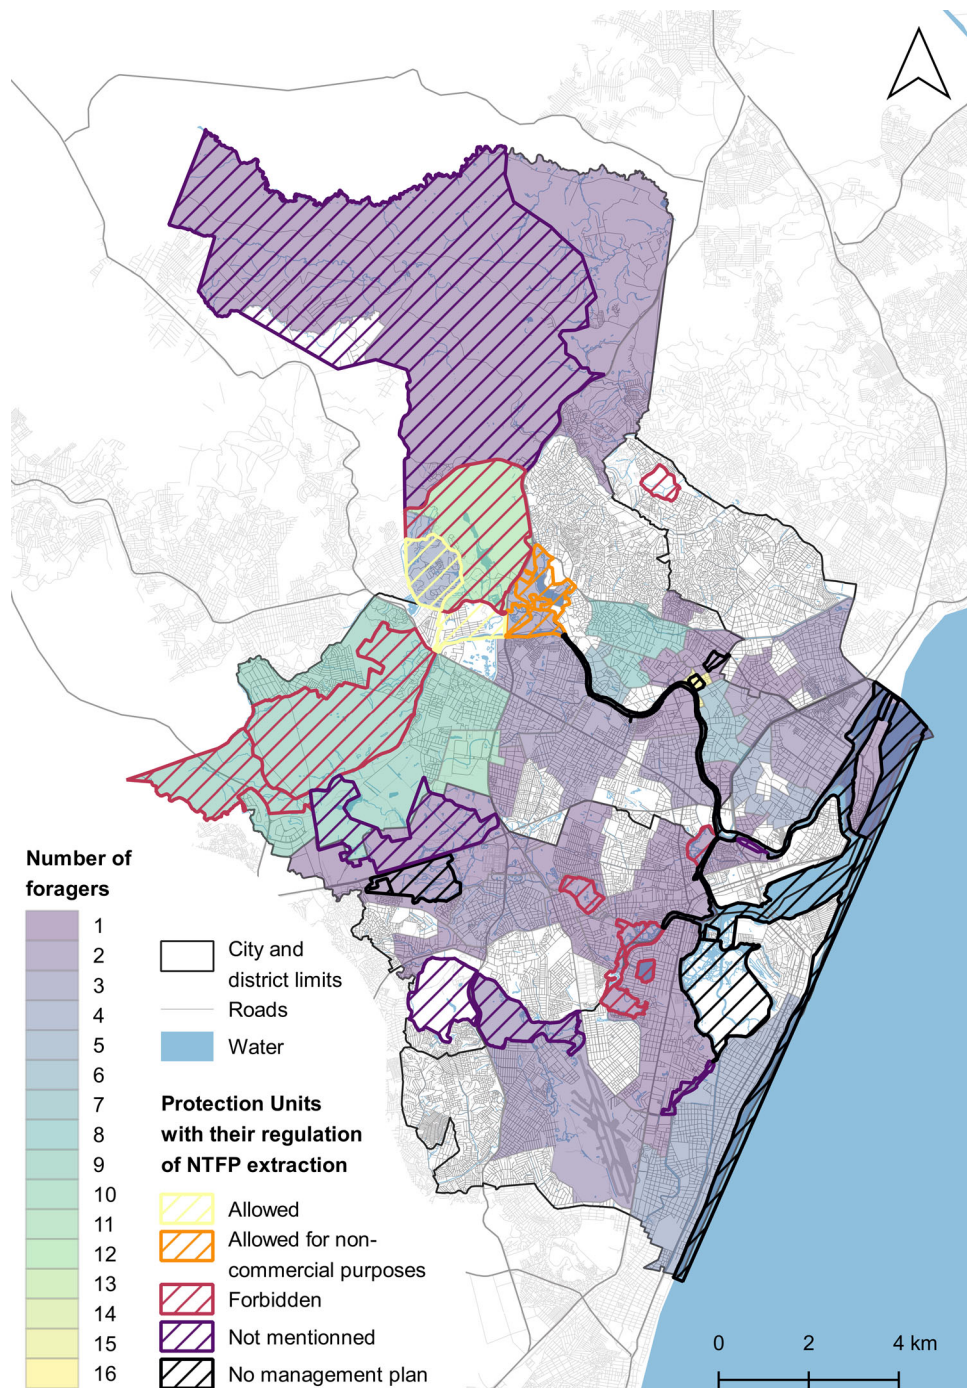 Number of
foragers
1
2
3
4
5
6
7
8
9
10
11
12
13
14
15
16
City and
district limits
Roads
Water
Protection Units
with their regulation
of NTFP extraction
Allowed
Allowed for non-
commercial purposes
Forbidden
Not mentionned
No management plan
0 2 4 km